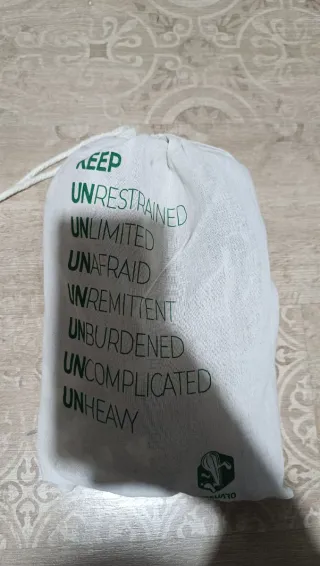 KEEP
UNRESTRAINED
UNLIMITED
UNAFRAID
UNREMITTENT
UNBURDENED
UNCOMPLICATED
UNHEAVY